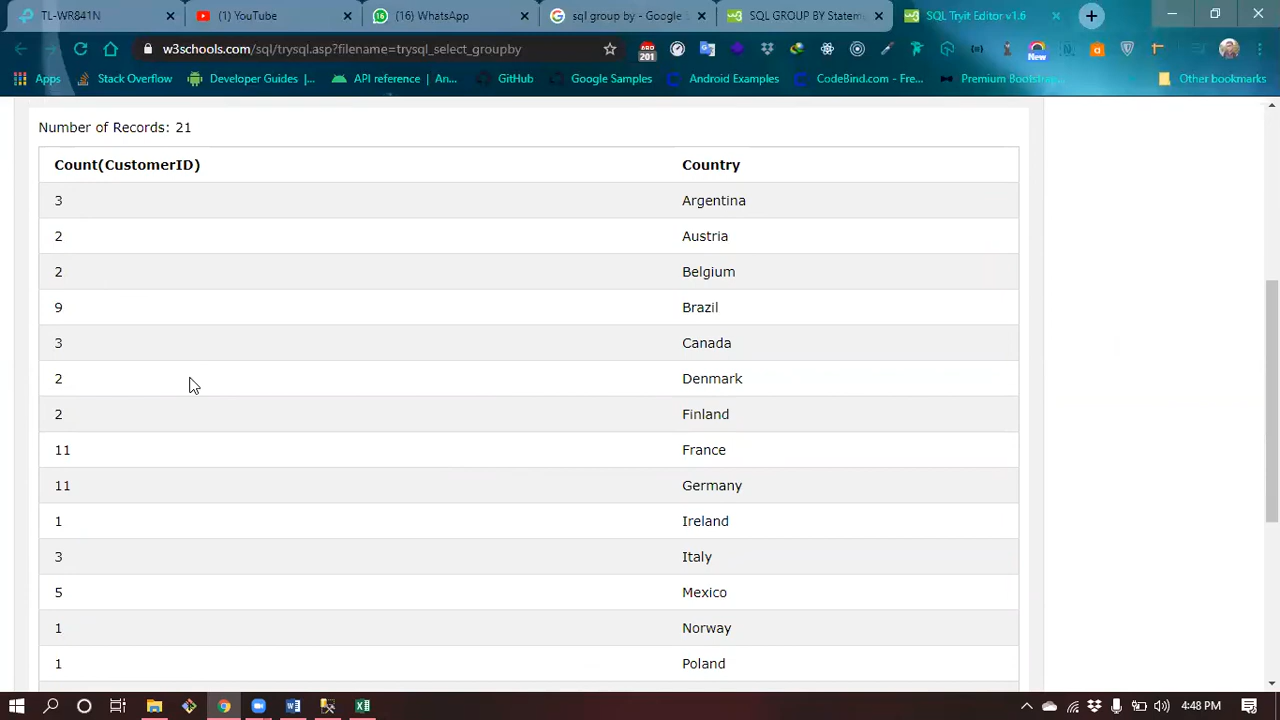 TL-WR841N
(1) YouTube
(16) WhatsApp
sql group by - Google S
SQL GROUP BY Statem
SQL Tryit Editor v1.6
w3schools.com/sql/trysql.asp?filename=trysql_select_groupby
ABD
201
New
Apps
Stack Overflow
Developer Guides |...
API reference | An...
GitHub
Google Samples
Android Examples
CodeBind.com - Fre...
Premium Bootstrap...
Other bookmarks
Number of Records: 21
Count(CustomerID) Country
3 Argentina
2 Austria
2 Belgium
9 Brazil
3 Canada
2 Denmark
2 Finland
11 France
11 Germany
1 Ireland
3 Italy
5 Mexico
1 Norway
1 Poland
4:48 PM